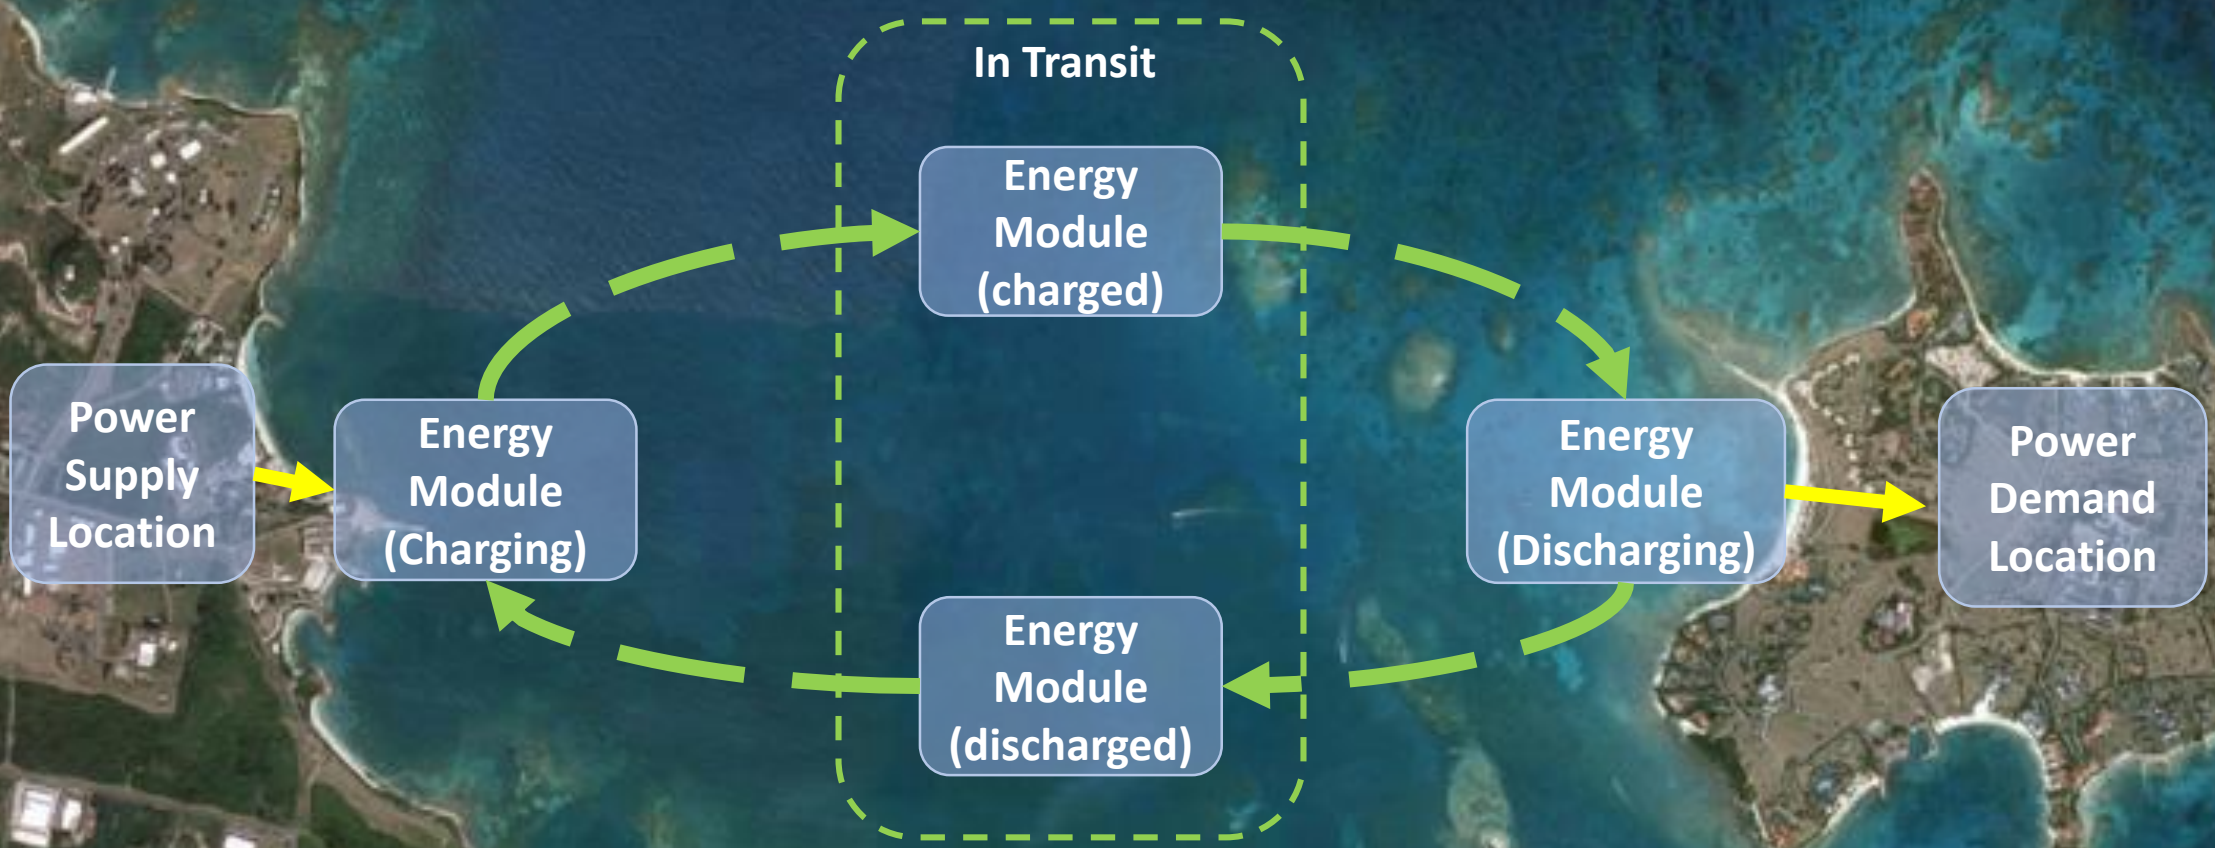 In Transit
Energy
Module
(charged)
Power
Supply
Location
Energy
Module
(Charging)
Energy
Module
(Discharging)
Power
Demand
Location
Energy
Module
(discharged)